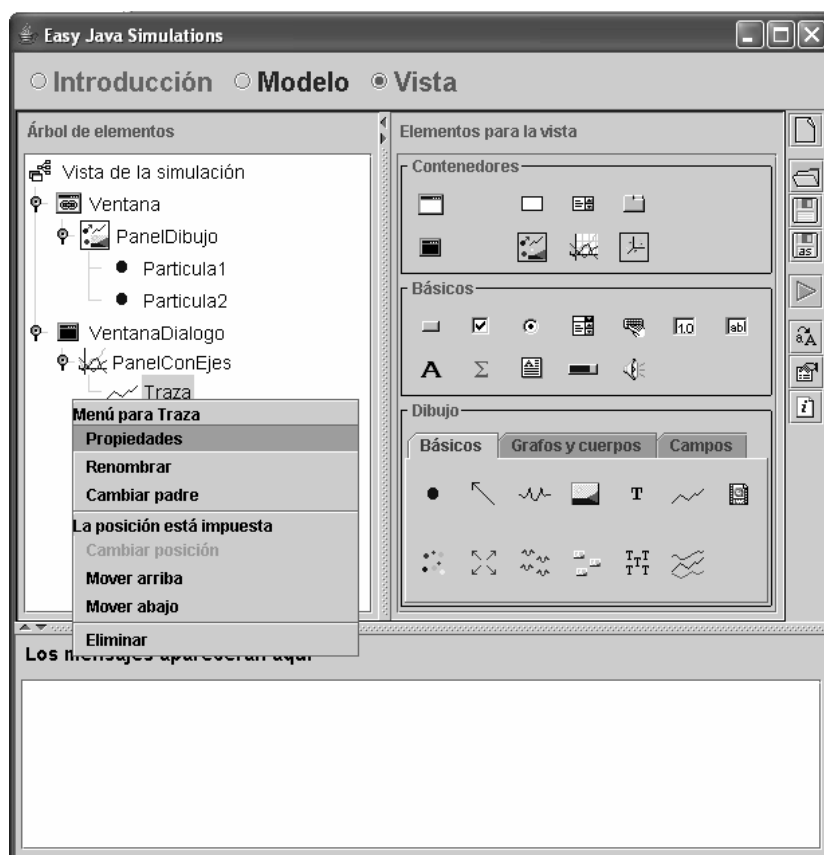 Easy Java Simulations
Introducción Modelo Vista
Árbol de elementos
Vista de la simulación
Ventana
PanelDibujo
Particula1
Particula2
VentanaDialogo
PanelConEjes
Traza
Menú para Traza
Propiedades
Renombrar
Cambiar padre
La posición está impuesta
Cambiar posición
Mover arriba
Mover abajo
Eliminar
Elementos para la vista
Contenedores
Básicos
1.0 abl
A Σ
Dibujo
Básicos Grafos y cuerpos Campos
T
T T T
T T T
as
a A
i
Los mensajes aparecerán aquí